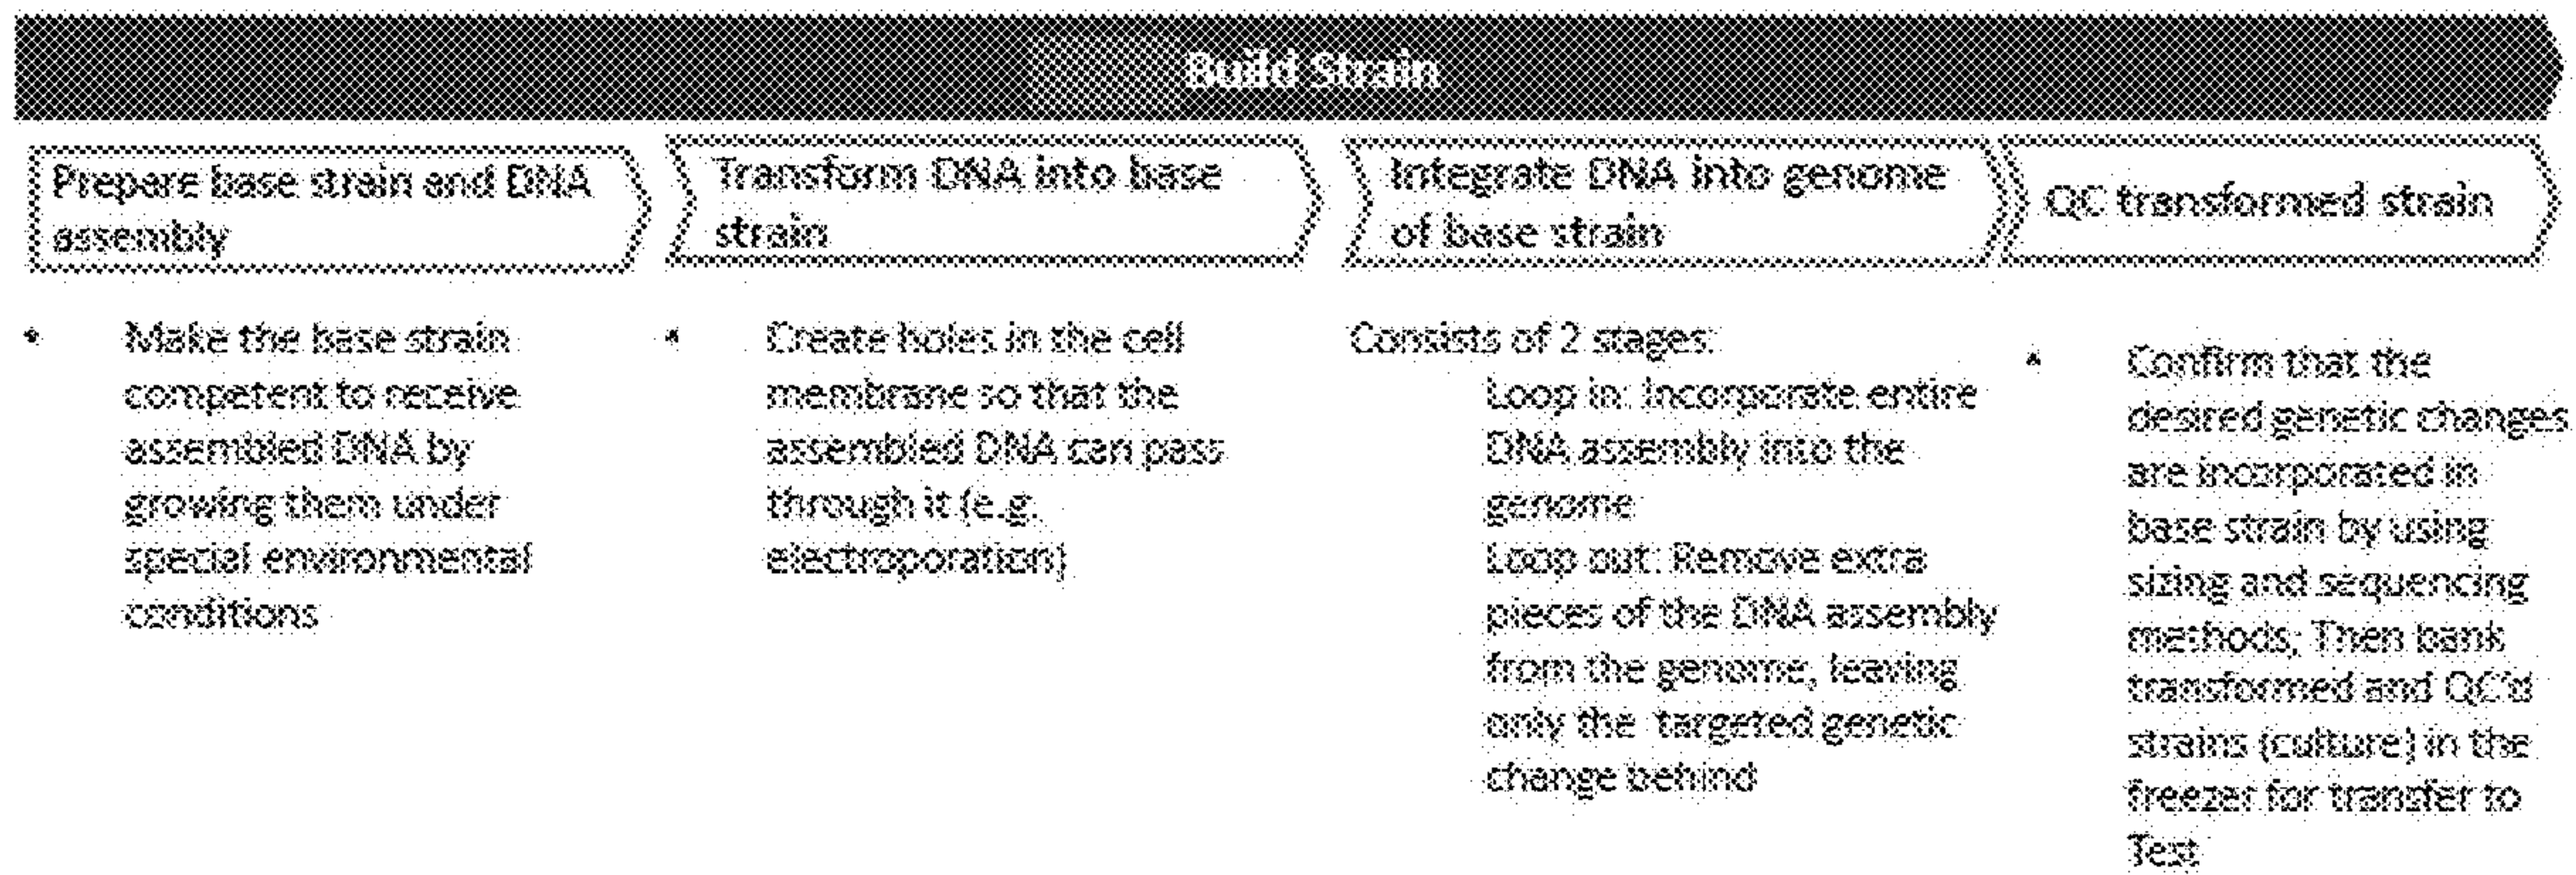 Build Strain
Prepare base strain and DNA
assembly
Transform DNA into base
strain
Integrate DNA into genome
of base strain
QC transformed strain
• Make the base strain
competent to receive
assembled DNA by
growing them under
special environmental
conditions
• Create holes in the cell
membrane so that the
assembled DNA can pass
through it (e.g.
electroporation)
Consists of 2 stages:
Loop in: Incorporate entire
DNA assembly into the
genome
Loop out: Remove extra
pieces of the DNA assembly
from the genome, leaving
only the targeted genetic
change behind
• Confirm that the
desired genetic changes
are incorporated in
base strain by using
sizing and sequencing
methods; Then bank
transformed and QC'd
strains (culture) in the
freezer for transfer to
Test